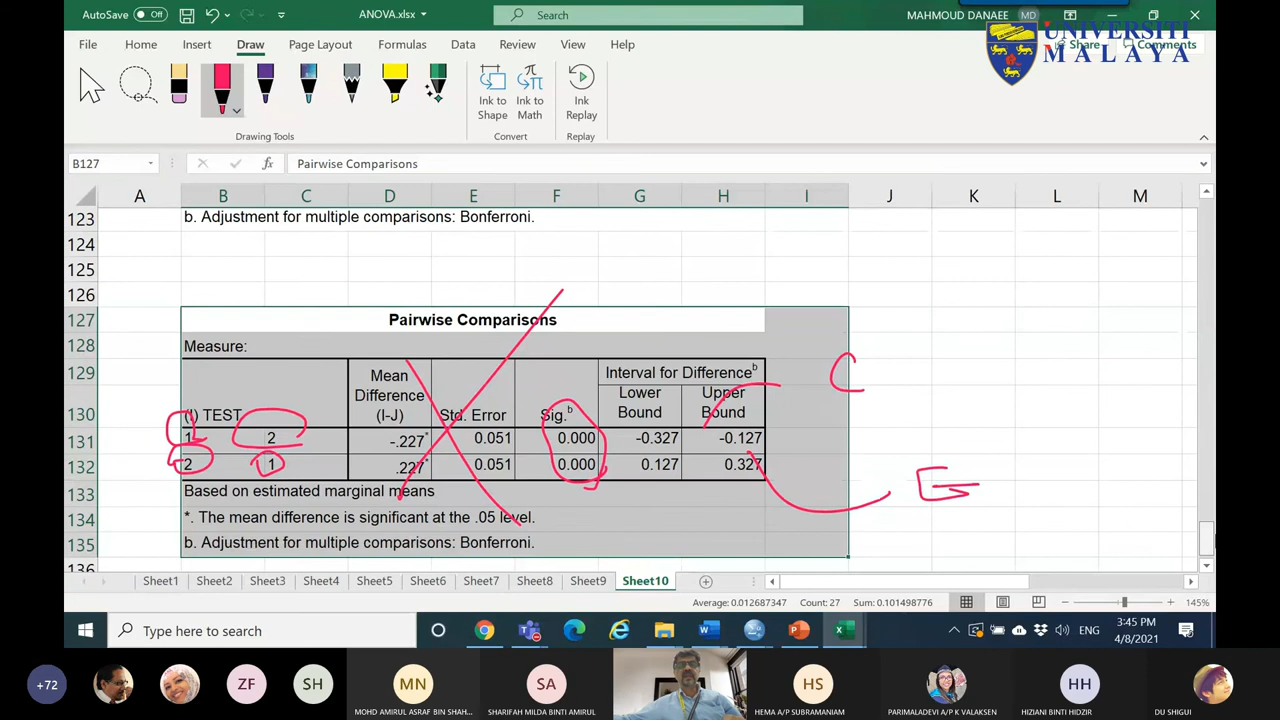 AutoSave Off ANOVA.xlsx Search MAHMOUD DANAEE MD
UNIVERSITI
MALAYA
File Home Insert Draw Page Layout Formulas Data Review View Help Share Comments
Ink to Shape Ink to Math Ink Replay
Drawing Tools Convert Replay
B127 fx Pairwise Comparisons
A B C D E F G H I J K L M
123 b. Adjustment for multiple comparisons: Bonferroni.
124
125
126
127 Pairwise Comparisons
128 Measure:
129 Mean Difference (I-J) Interval for Differenceb
130 (I) TEST Std. Error Sig.b Lower Bound Upper Bound
131 1 2 -.227* 0.051 0.000 -0.327 -0.127
132 2 1 .227* 0.051 0.000 0.127 0.327
133 Based on estimated marginal means
134 *. The mean difference is significant at the .05 level.
135 b. Adjustment for multiple comparisons: Bonferroni.
136
C
E
Sheet1 Sheet2 Sheet3 Sheet4 Sheet5 Sheet6 Sheet7 Sheet8 Sheet9 Sheet10
Average: 0.012687347 Count: 27 Sum: 0.101498776 145%
Type here to search ENG 3:45 PM
4/8/2021
+72 ZF SH MN SA HS HH
MOHD AMIRUL ASRAF BIN SHAH... SHARIFAH MILDA BINTI AMIRUL HEMA A/P SUBRAMANIAM PARIMALADEVI A/P K VALAKSEN HIZIANI BINTI HIDZIR DU SHIGUI